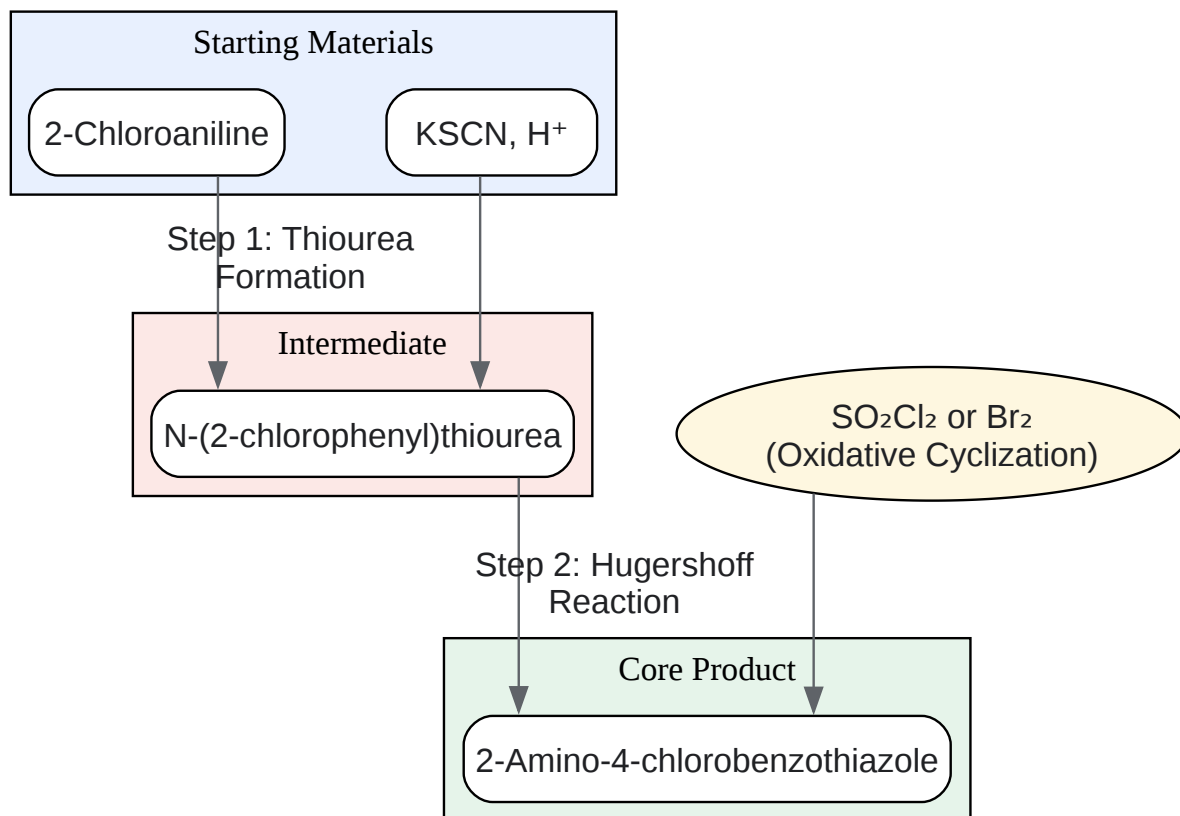 Starting Materials
2-Chloroaniline
KSCN, H⁺
Step 1: Thiourea
Formation
Intermediate
N-(2-chlorophenyl)thiourea
SO₂Cl₂ or Br₂
(Oxidative Cyclization)
Step 2: Hugershoff
Reaction
Core Product
2-Amino-4-chlorobenzothiazole